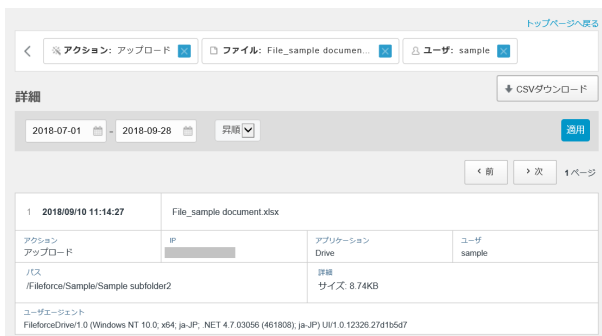 トップページへ戻る
アクション: アップロード
ファイル: File_sample documen...
ユーザ: sample
CSVダウンロード
詳細
2018-07-01 - 2018-09-28 昇順 適用
前 次 1ページ
1 2018/09/10 11:14:27 File_sample document.xlsx
アクション IP アプリケーション ユーザ
アップロード Drive sample
パス 詳細
/Fileforce/Sample/Sample subfolder2 サイズ: 8.74KB
ユーザエージェント
FileforceDrive/1.0 (Windows NT 10.0; x64; ja-JP; .NET 4.7.03056 (461808); ja-JP) UI/1.0.12326.27d1b5d7